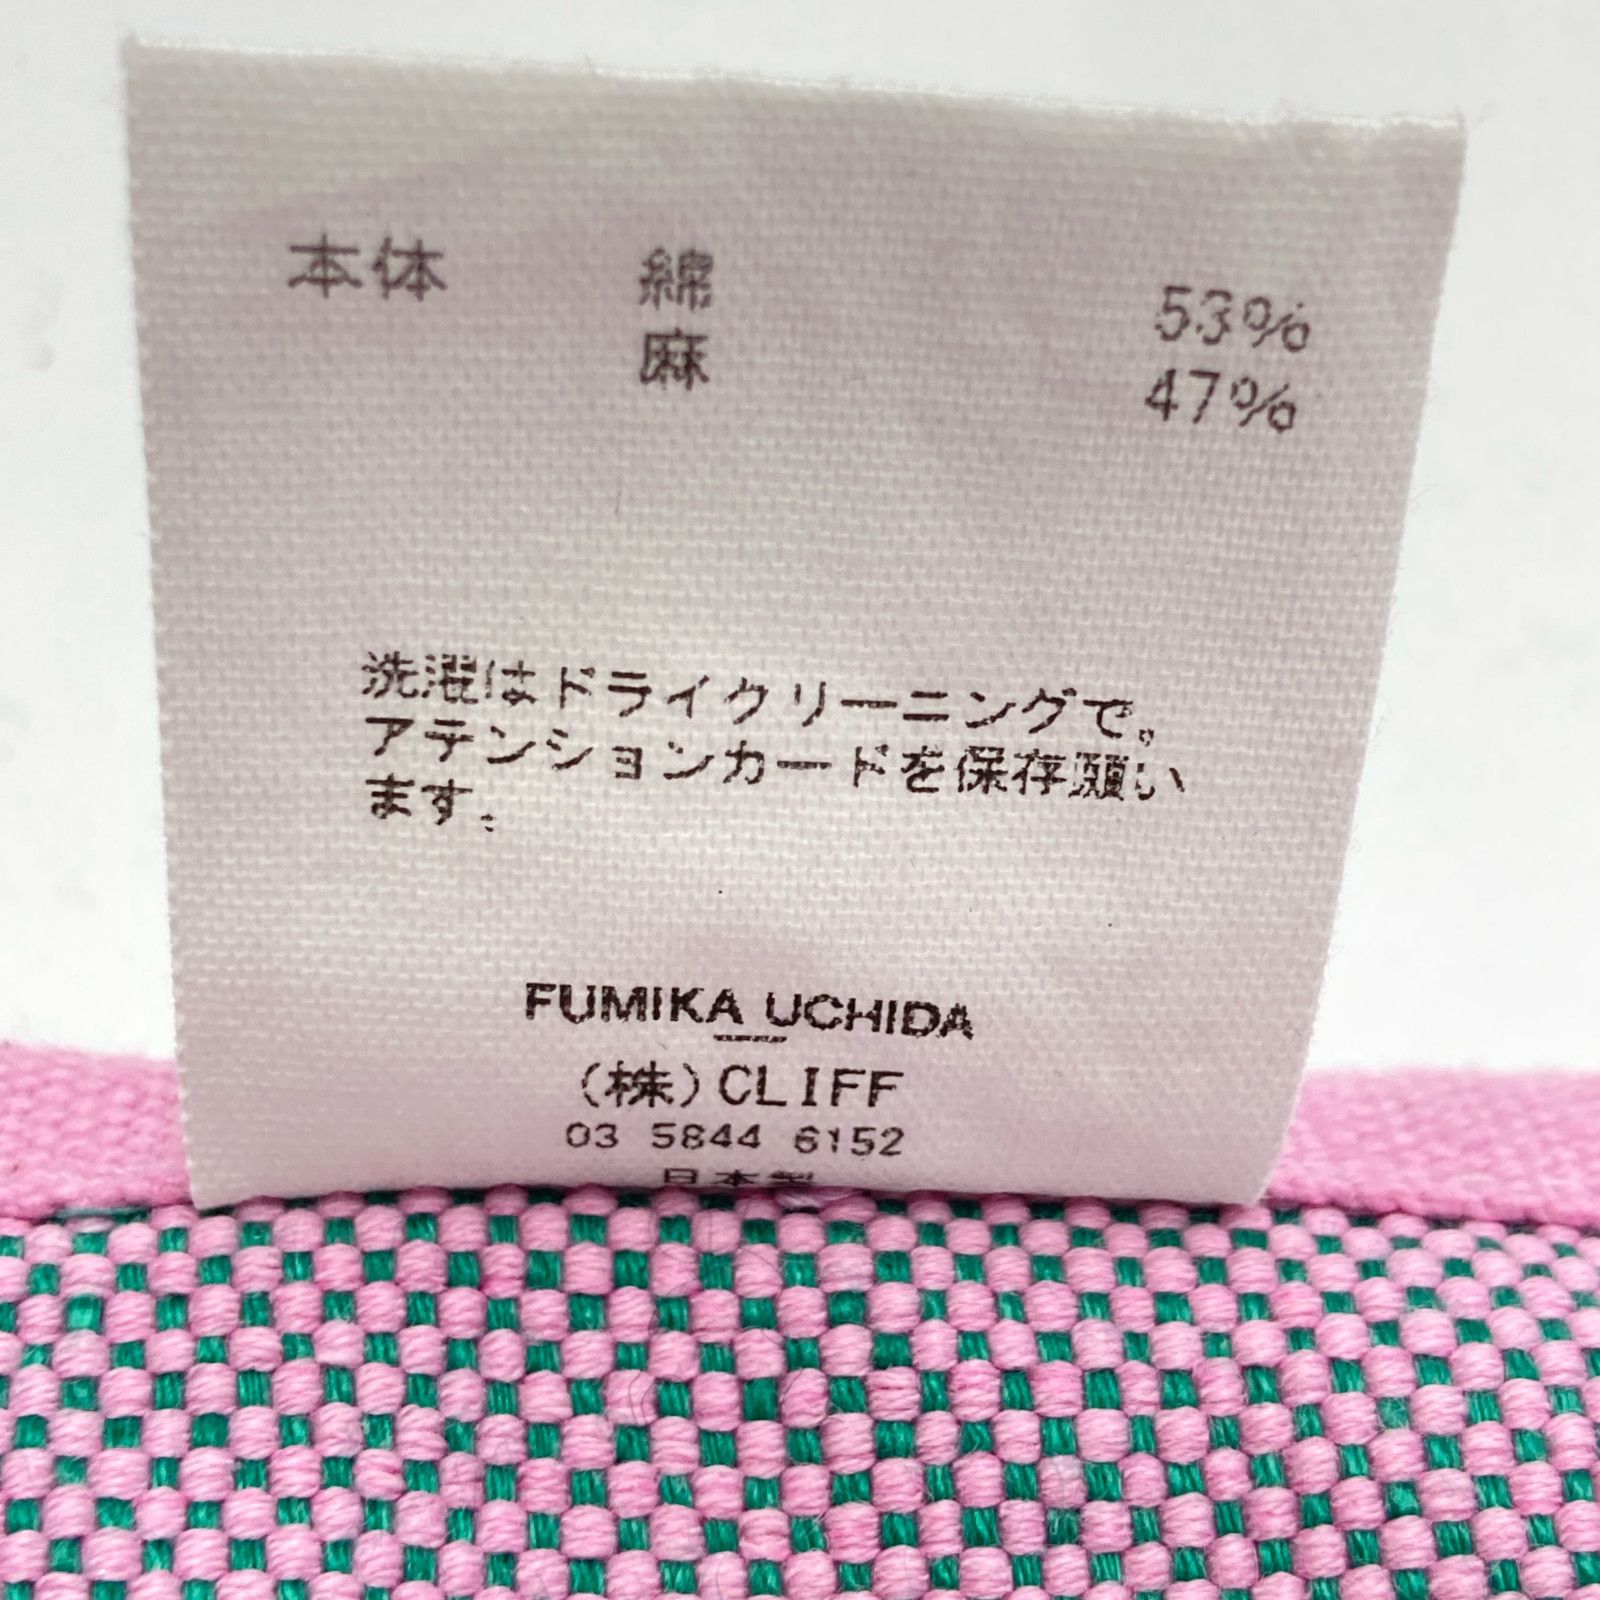 本体 綿 53%
麻 47%
洗濯はドライクリーニングで。
アテンションカードを保存願い
ます。
FUMIKA_UCHIDA
(株)CLIFF
03 5844 6152
日本製